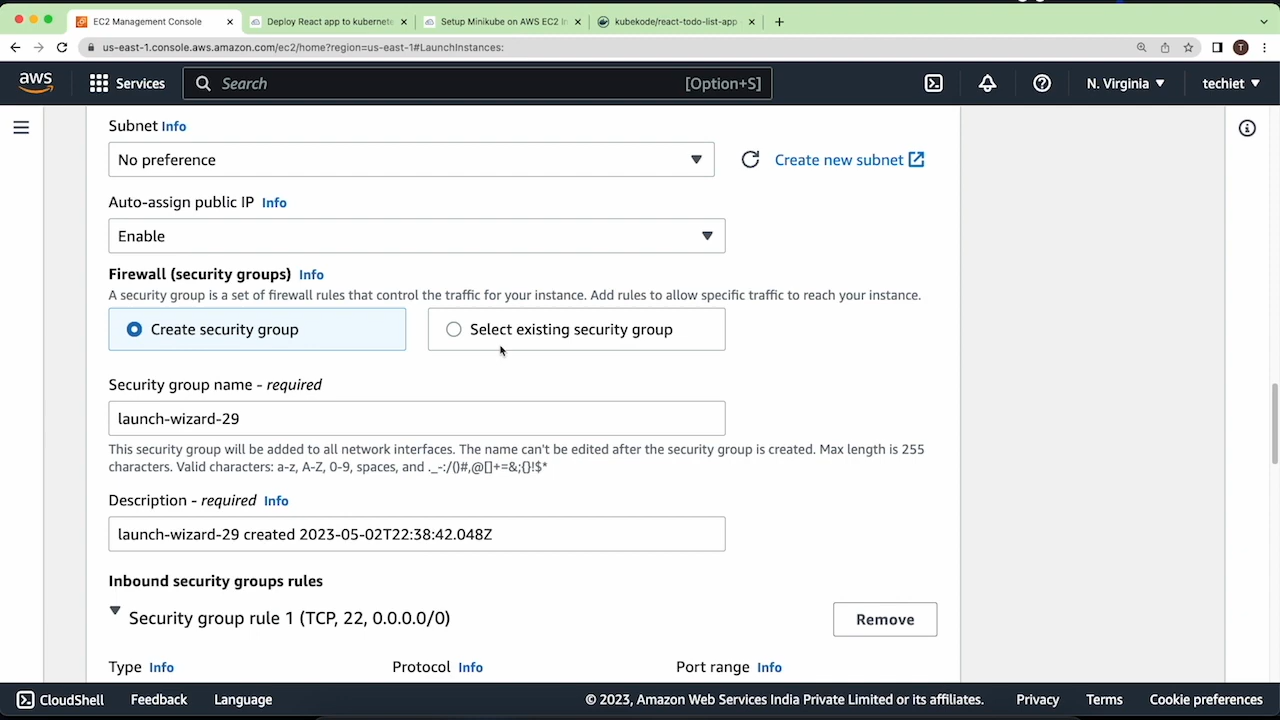 EC2 Management Console
Deploy React app to kubernete
Setup Minikube on AWS EC2 In
kubekode/react-todo-list-app
us-east-1.console.aws.amazon.com/ec2/home?region=us-east-1#LaunchInstances:
T
aws
Services
Search
[Option+S]
N. Virginia
techiet
Subnet Info
No preference
Create new subnet
Auto-assign public IP Info
Enable
Firewall (security groups) Info
A security group is a set of firewall rules that control the traffic for your instance. Add rules to allow specific traffic to reach your instance.
Create security group
Select existing security group
Security group name - required
launch-wizard-29
This security group will be added to all network interfaces. The name can't be edited after the security group is created. Max length is 255
characters. Valid characters: a-z, A-Z, 0-9, spaces, and ._-:/()#,@[]+=&;{}!$*
Description - required Info
launch-wizard-29 created 2023-05-02T22:38:42.048Z
Inbound security groups rules
Security group rule 1 (TCP, 22, 0.0.0.0/0)
Remove
Type Info
Protocol Info
Port range Info
CloudShell
Feedback
Language
© 2023, Amazon Web Services India Private Limited or its affiliates.
Privacy
Terms
Cookie preferences